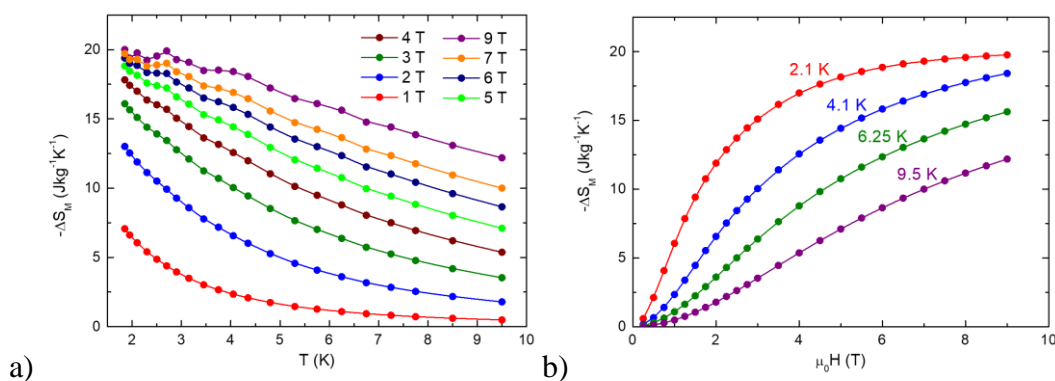 -ΔS_M (Jkg⁻¹K⁻¹)
20
15
10
5
0
2 3 4 5 6 7 8 9 10
T (K)
4 T 9 T
3 T 7 T
2 T 6 T
1 T 5 T
a)
-ΔS_M (Jkg⁻¹K⁻¹)
20
15
10
5
0
0 2 4 6 8 10
μ₀H (T)
2.1 K
4.1 K
6.25 K
9.5 K
b)